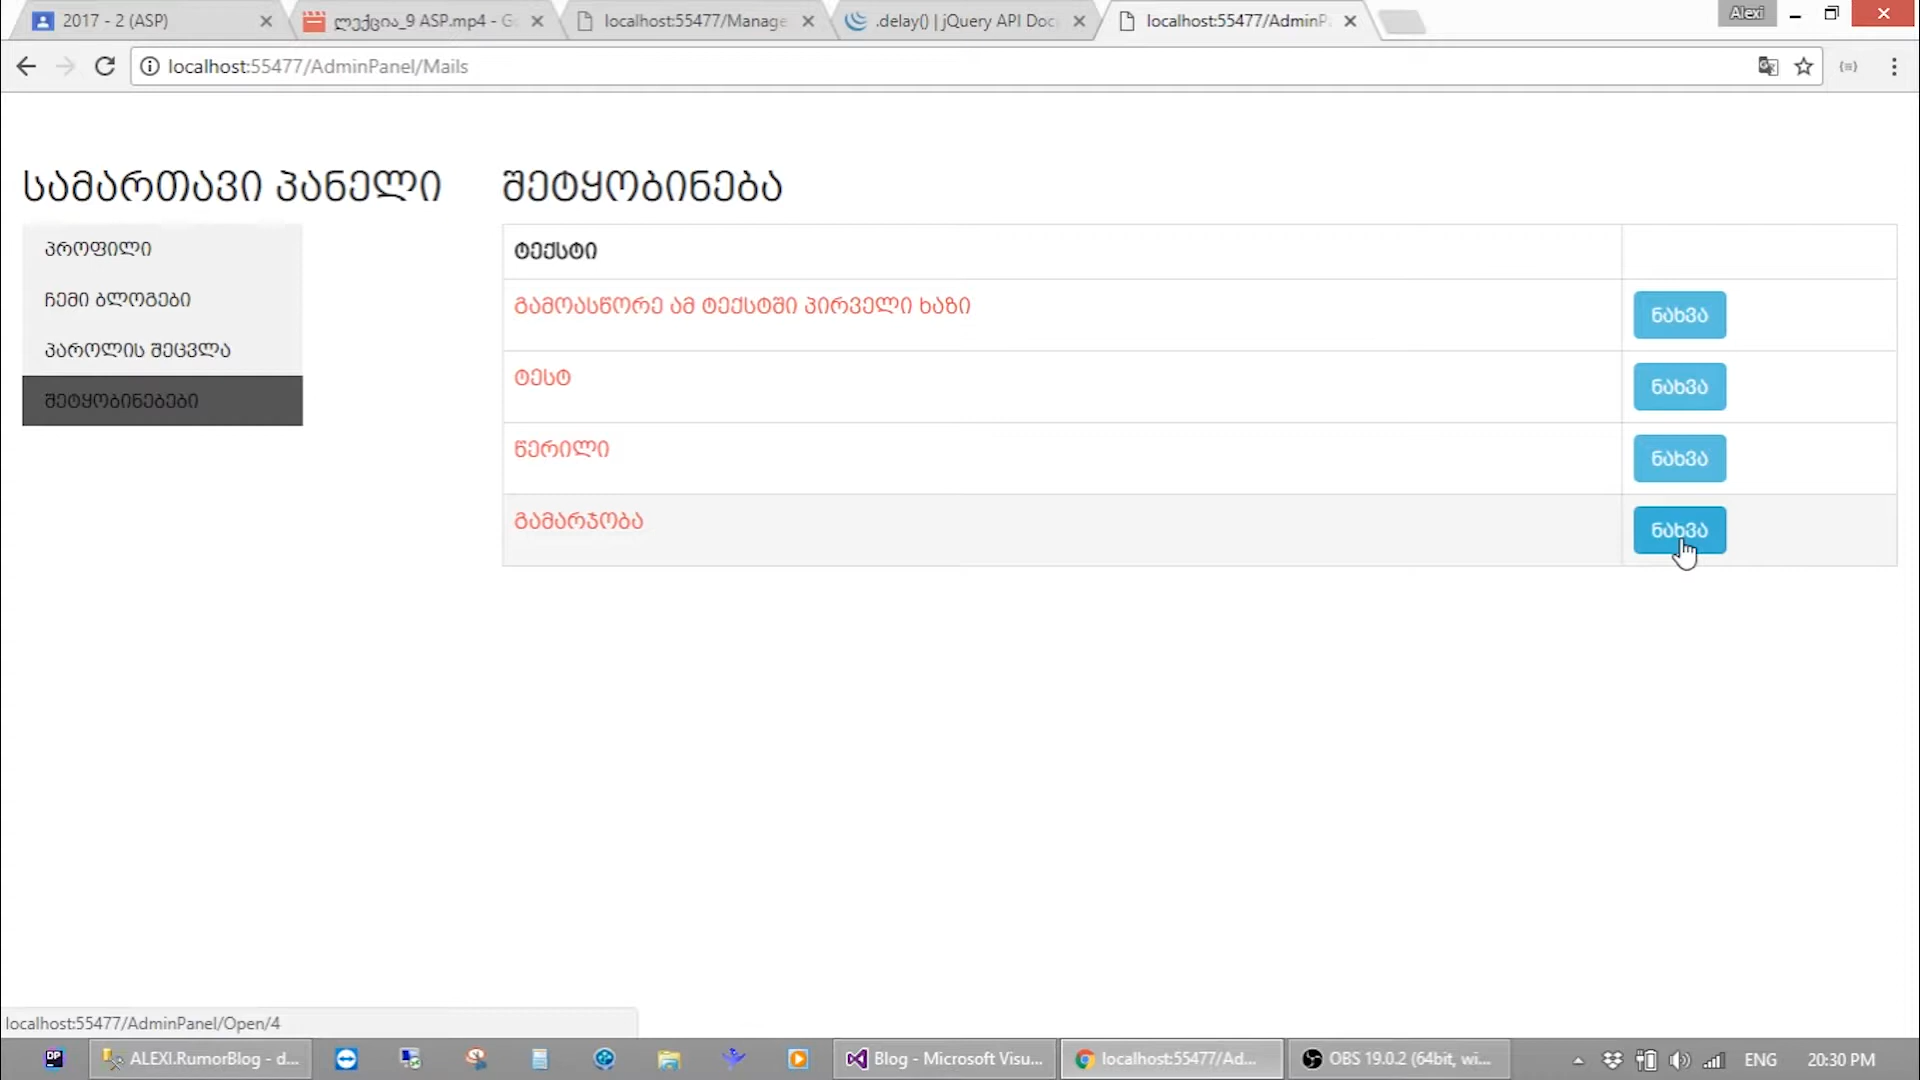 2017 - 2 (ASP)
ლექცია_9 ASP.mp4 - Go
localhost:55477/Manage
.delay() | jQuery API Doc
localhost:55477/AdminP
Alexi
localhost:55477/AdminPanel/Mails
სამართავი პანელი
პროფილი
ჩემი ბლოგები
პაროლის შეცვლა
შეტყობინებები
შეტყობინება
ტექსტი
გამოასწორე ამ ტექსტში პირველი ხაზი
ნახვა
ტესტ
ნახვა
წერილი
ნახვა
გამარჯობა
ნახვა
localhost:55477/AdminPanel/Open/4
DP
ALEXI.RumorBlog - d...
Blog - Microsoft Visu...
localhost:55477/Ad...
OBS 19.0.2 (64bit, wi...
ENG
20:30 PM